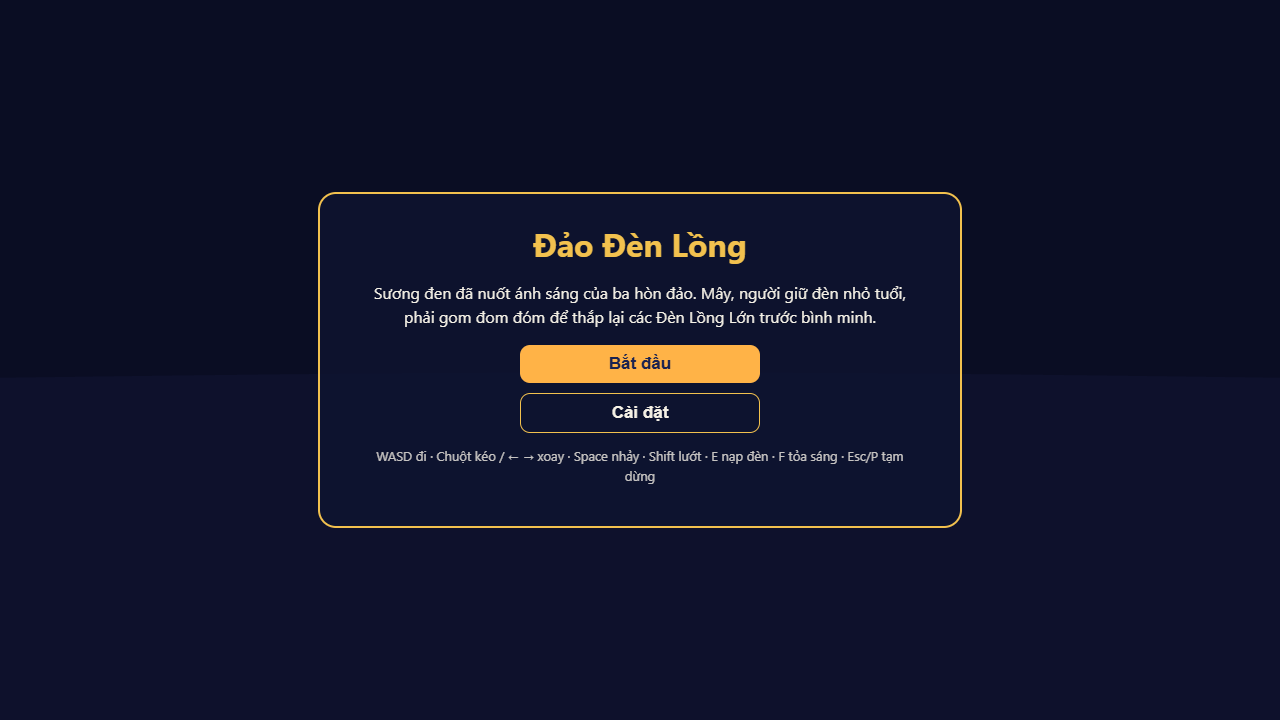 Đảo Đèn Lồng
Sương đen đã nuốt ánh sáng của ba hòn đảo. Mây, người giữ đèn nhỏ tuổi,
phải gom đom đóm để thắp lại các Đèn Lồng Lớn trước bình minh.
Bắt đầu
Cài đặt
WASD đi · Chuột kéo / ← → xoay · Space nhảy · Shift lướt · E nạp đèn · F tỏa sáng · Esc/P tạm
dừng